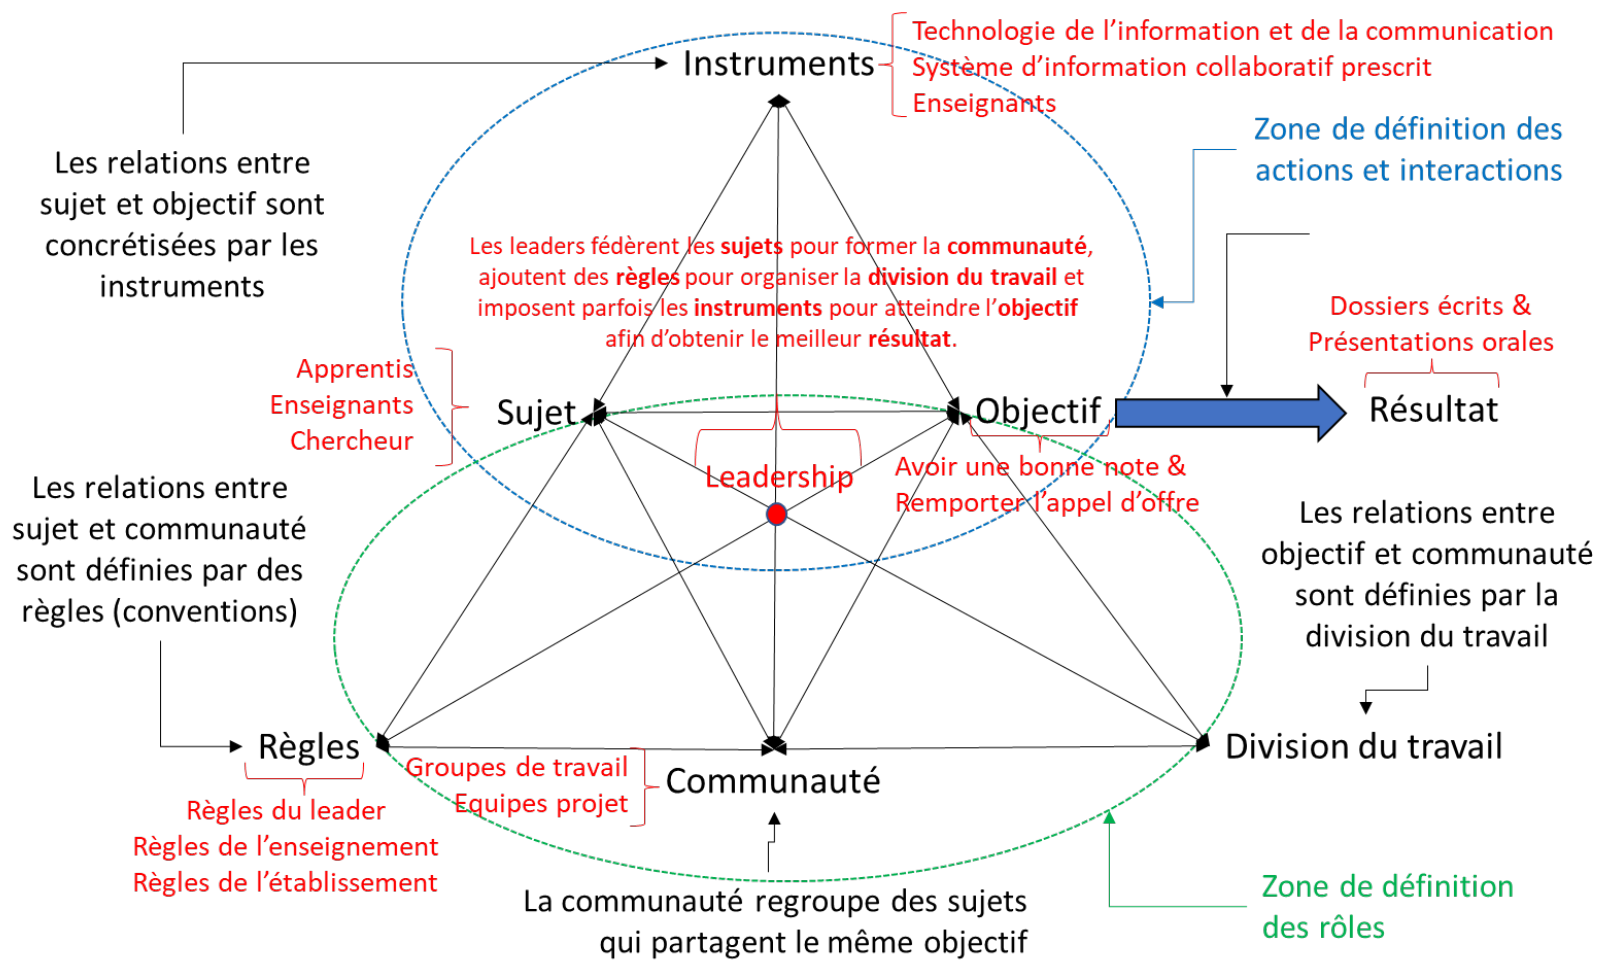 Instruments
Technologie de l’information et de la communication
Système d’information collaboratif prescrit
Enseignants
Zone de définition des
actions et interactions
Les relations entre
sujet et objectif sont
concrétisées par les
instruments
Les leaders fédèrent les sujets pour former la communauté,
ajoutent des règles pour organiser la division du travail et
imposent parfois les instruments pour atteindre l’objectif
afin d’obtenir le meilleur résultat.
Dossiers écrits &
Présentations orales
Apprentis
Enseignants
Chercheur
Sujet
Objectif
Résultat
Leadership
Avoir une bonne note &
Remporter l’appel d’offre
Les relations entre
sujet et communauté
sont définies par des
règles (conventions)
Les relations entre
objectif et communauté
sont définies par la
division du travail
Règles
Règles du leader
Règles de l’enseignement
Règles de l’établissement
Groupes de travail
Equipes projet
Communauté
Division du travail
La communauté regroupe des sujets
qui partagent le même objectif
Zone de définition
des rôles